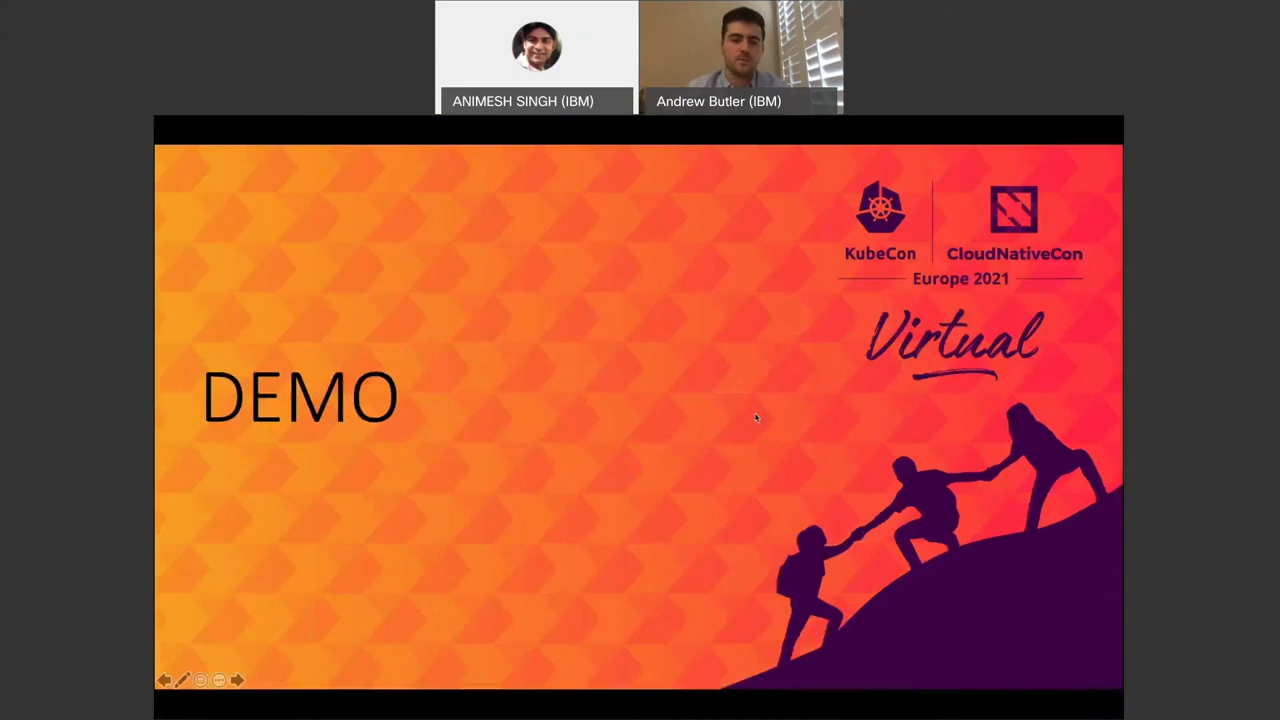 ANIMESH SINGH (IBM)
Andrew Butler (IBM)
KubeCon
CloudNativeCon
Europe 2021
Virtual
DEMO